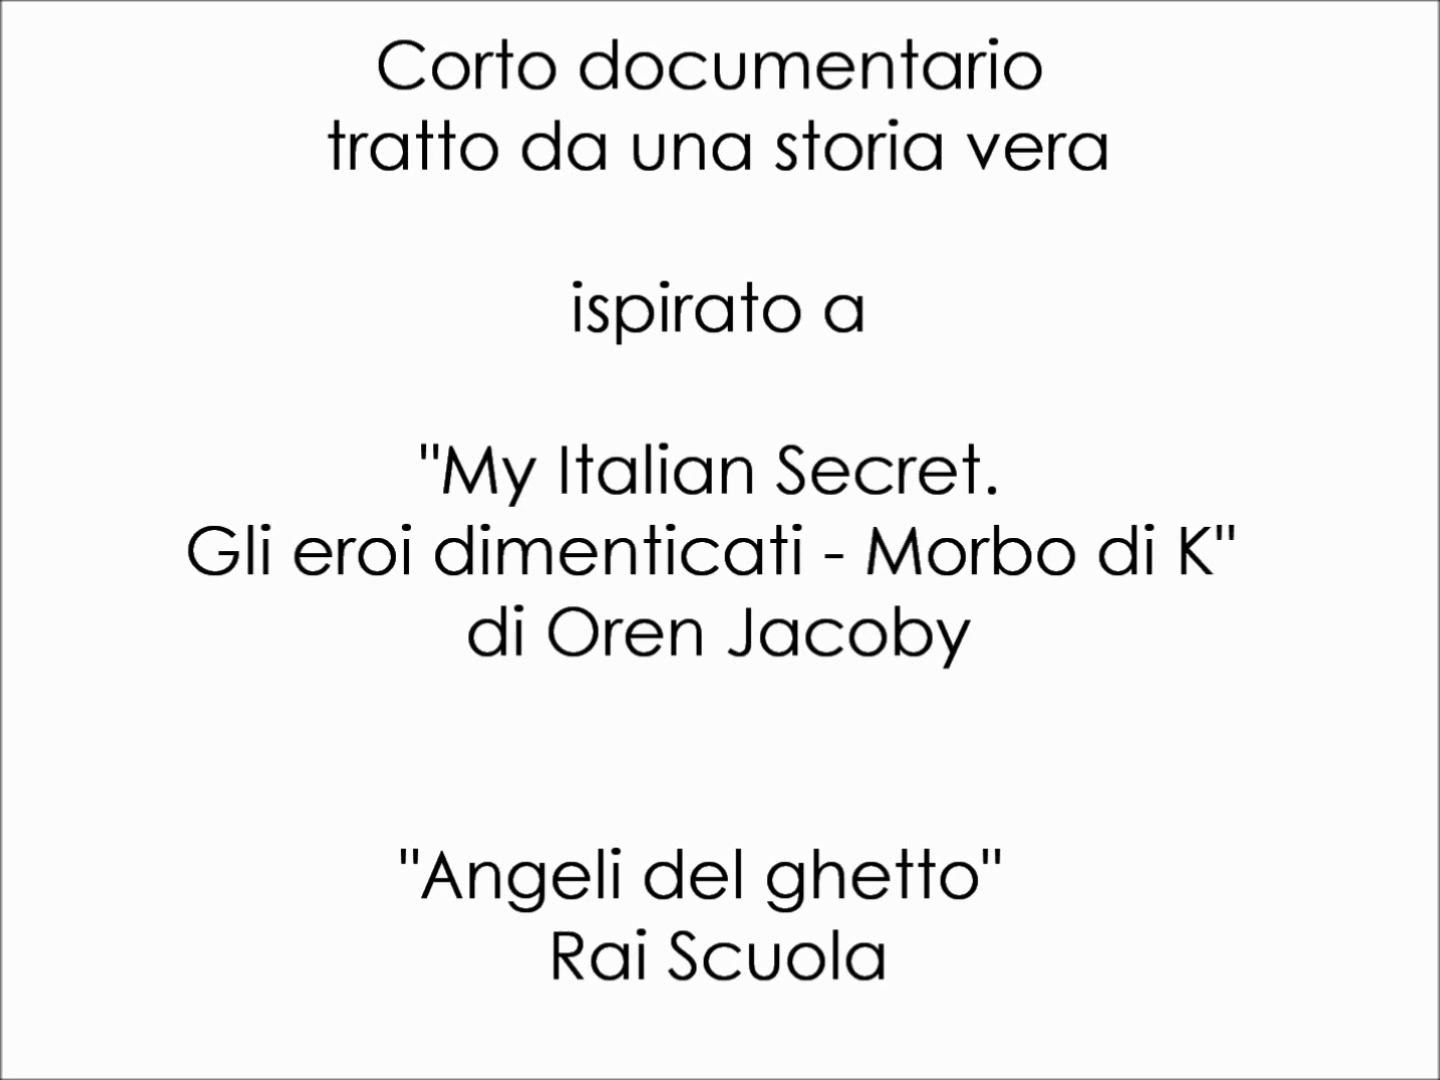 Corto documentario
tratto da una storia vera
ispirato a
"My Italian Secret.
Gli eroi dimenticati - Morbo di K"
di Oren Jacoby
"Angeli del ghetto"
Rai Scuola